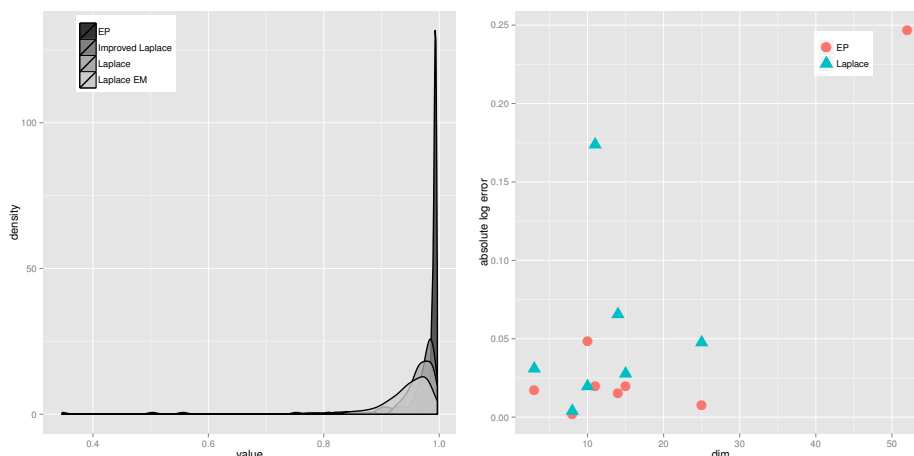 EP
Improved Laplace
Laplace
Laplace EM
density
100
50
0
0.4
0.6
0.8
1.0
value
EP
Laplace
absolute log error
0.25
0.20
0.15
0.10
0.05
0.00
10
20
30
40
50
dim